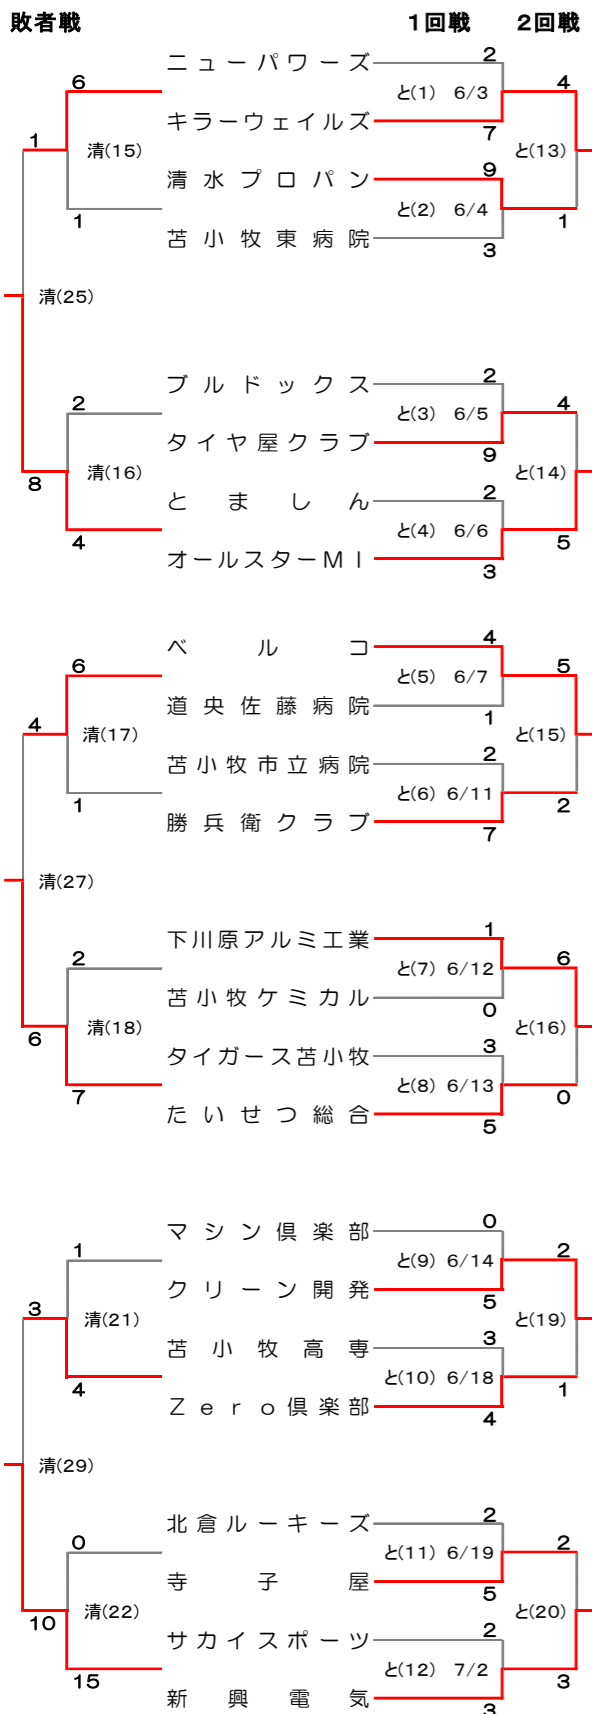 敗者戦 1回戦 2回戦
ニューパワーズ 2
6 と(1) 6/3 4
キラーウェイルズ 7
1 清(15) と(13)
清水プロパン 9
1 と(2) 6/4 1
苫小牧東病院 3
清(25)
ブルドックス 2
2 と(3) 6/5 4
タイヤ屋クラブ 9
8 清(16) と(14)
とましん 2
4 と(4) 6/6 5
オールスターMI 3
ベルコ 4
6 と(5) 6/7 5
道央佐藤病院 1
4 清(17) と(15)
苫小牧市立病院 2
1 と(6) 6/11 2
勝兵衛クラブ 7
清(27)
下川原アルミ工業 1
2 と(7) 6/12 6
苫小牧ケミカル 0
6 清(18) と(16)
タイガース苫小牧 3
7 と(8) 6/13 0
たいせつ総合 5
マシン倶楽部 0
1 と(9) 6/14 2
クリーン開発 5
3 清(21) と(19)
苫小牧高専 3
4 と(10) 6/18 1
Zero倶楽部 4
清(29)
北倉ルーキーズ 2
0 と(11) 6/19 2
寺子屋 5
10 清(22) と(20)
サカイスポーツ 2
15 と(12) 7/2 3
新興電気 3